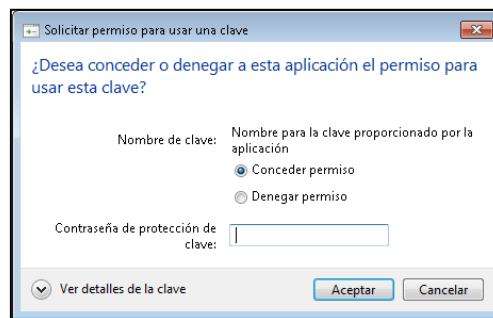 Solicitar permiso para usar una clave
¿Desea conceder o denegar a esta aplicación el permiso para
usar esta clave?
Nombre de clave:
Nombre para la clave proporcionado por la
aplicación
Conceder permiso
Denegar permiso
Contraseña de protección de
clave:
Ver detalles de la clave
Aceptar
Cancelar